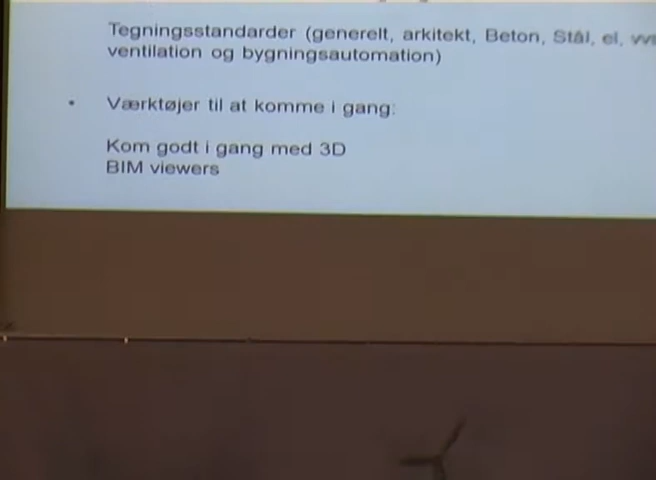 Tegningsstandarder (generelt, arkitekt, Beton, Stål, el, vvs
ventilation og bygningsautomation)
• Værktøjer til at komme i gang:
Kom godt i gang med 3D
BIM viewers